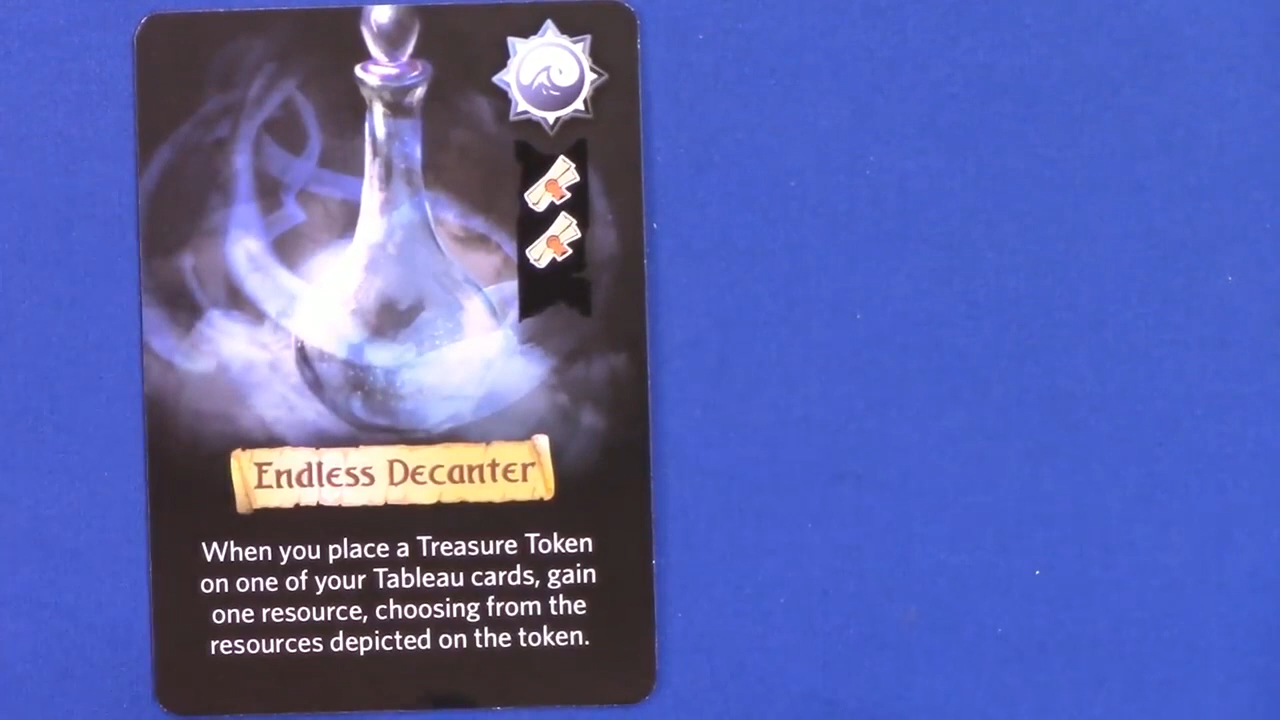 Endless Decanter
When you place a Treasure Token
on one of your Tableau cards, gain
one resource, choosing from the
resources depicted on the token.